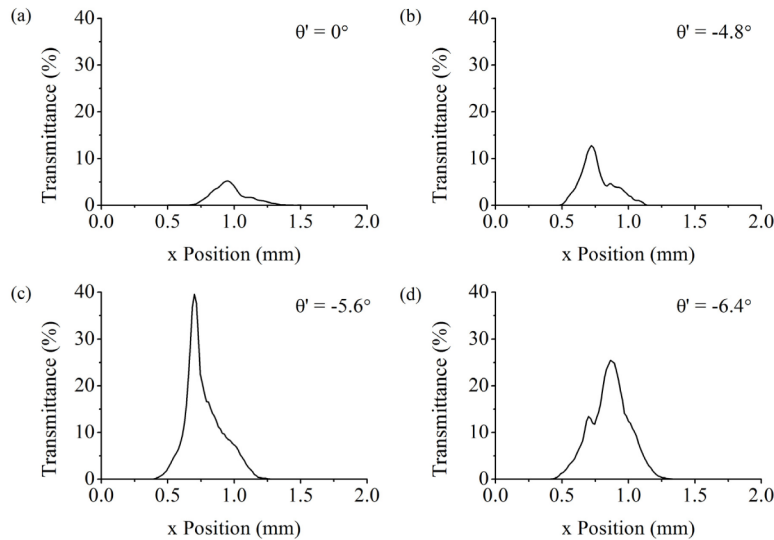 (a)
θ' = 0°
Transmittance (%)
40
30
20
10
0
0.0 0.5 1.0 1.5 2.0
x Position (mm)
(b)
θ' = -4.8°
Transmittance (%)
40
30
20
10
0
0.0 0.5 1.0 1.5 2.0
x Position (mm)
(c)
θ' = -5.6°
Transmittance (%)
40
30
20
10
0
0.0 0.5 1.0 1.5 2.0
x Position (mm)
(d)
θ' = -6.4°
Transmittance (%)
40
30
20
10
0
0.0 0.5 1.0 1.5 2.0
x Position (mm)